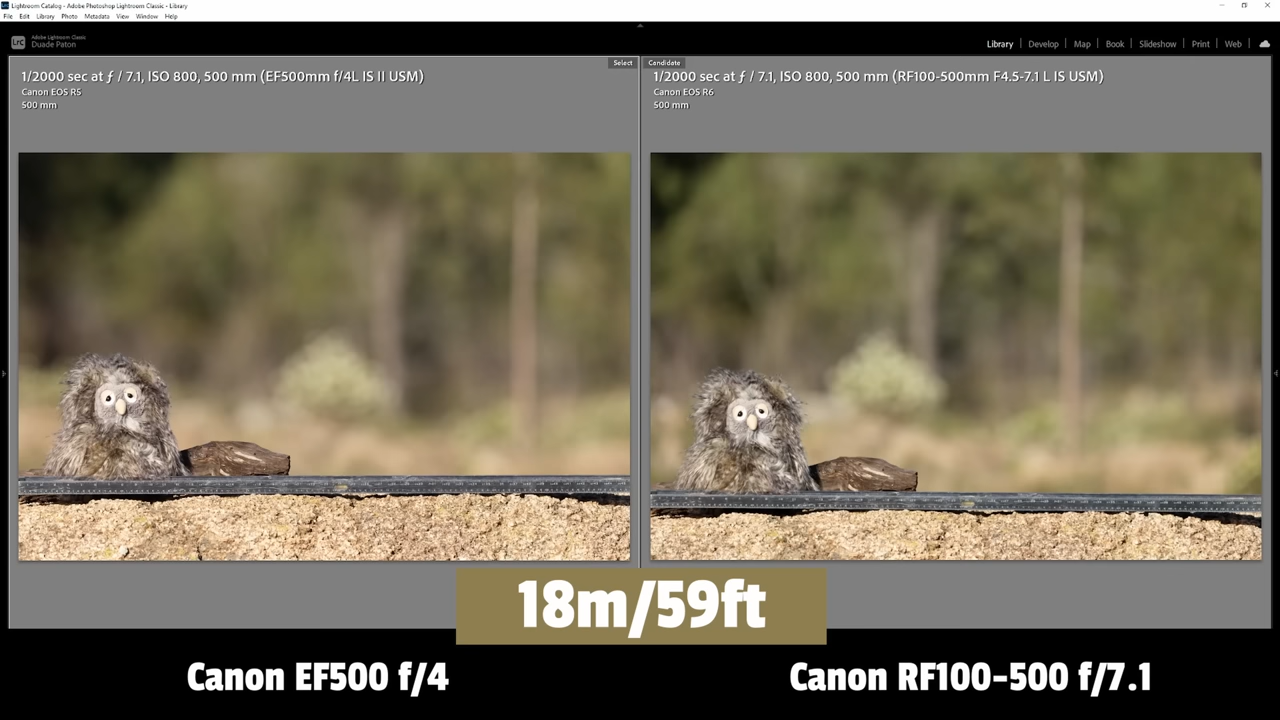 Lightroom Catalog - Adobe Photoshop Lightroom Classic - Library
File Edit Library Photo Metadata View Window Help
LrC
Adobe Lightroom Classic
Duade Paton
Library | Develop | Map | Book | Slideshow | Print | Web
1/2000 sec at ƒ / 7.1, ISO 800, 500 mm (EF500mm f/4L IS II USM)
Canon EOS R5
500 mm
Select
Candidate
1/2000 sec at ƒ / 7.1, ISO 800, 500 mm (RF100-500mm F4.5-7.1 L IS USM)
Canon EOS R6
500 mm
18m/59ft
Canon EF500 f/4
Canon RF100-500 f/7.1